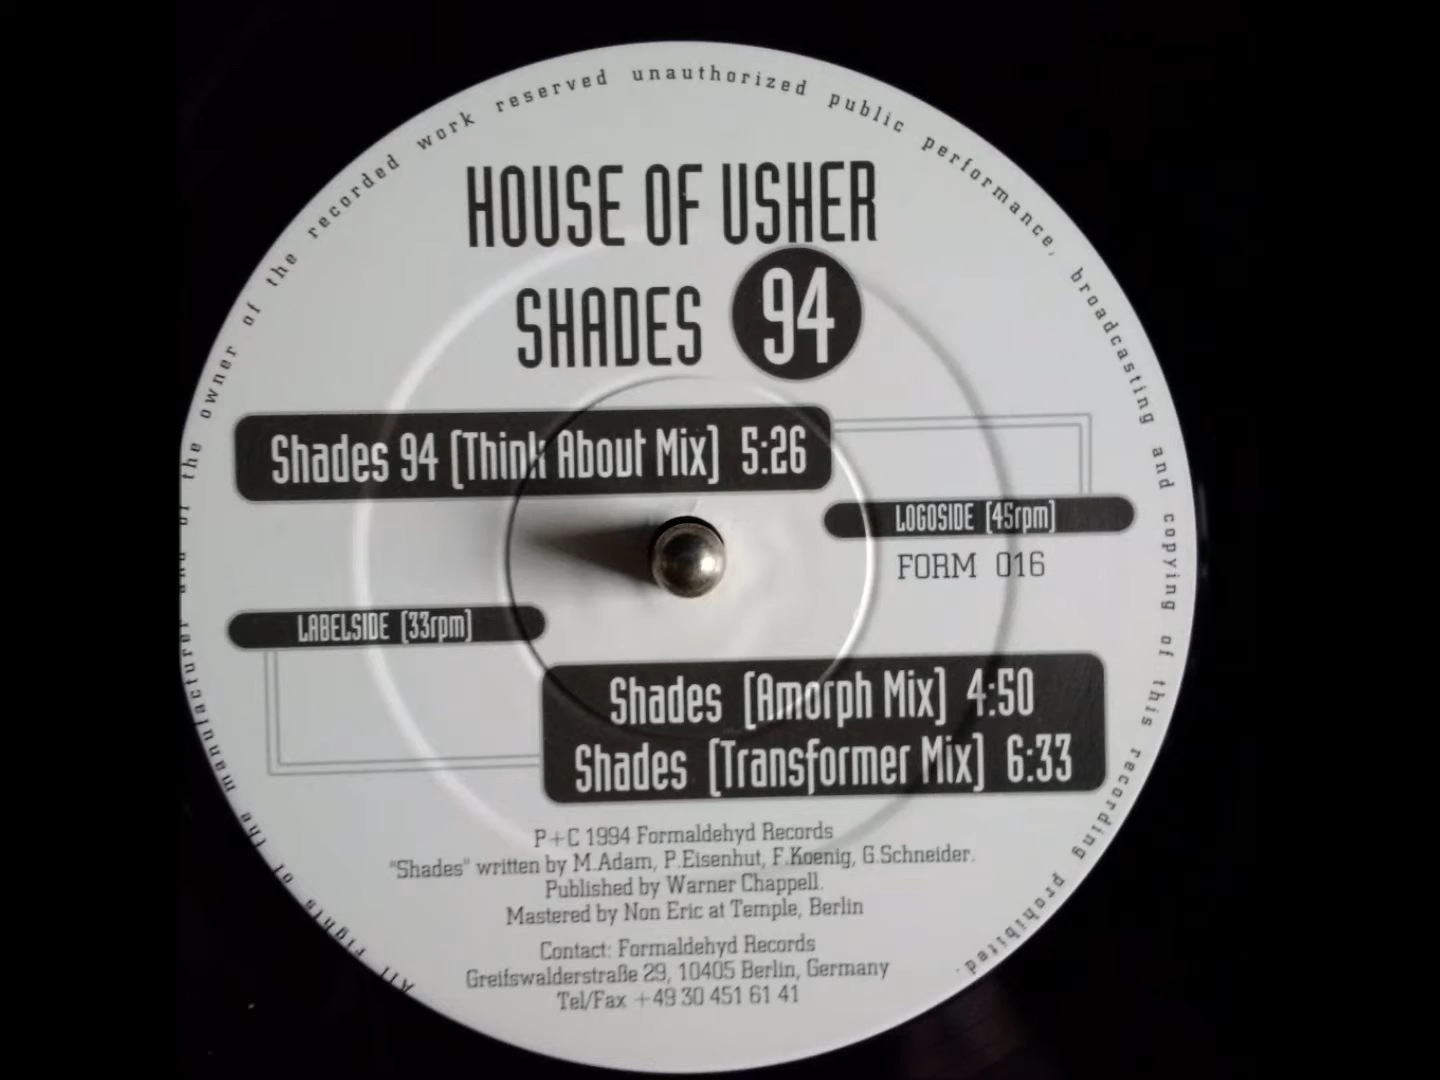 All rights of the manufacturer and of the owner of the recorded work reserved unauthorized public performance, broadcasting and copying of this recording prohibited.
HOUSE OF USHER
SHADES 94
Shades 94 [Think About Mix] 5:26
LOGOSIDE [45rpm]
FORM 016
LABELSIDE [33rpm]
Shades [Amorph Mix] 4:50
Shades [Transformer Mix] 6:33
P+C 1994 Formaldehyd Records
"Shades" written by M.Adam, P.Eisenhut, F.Koenig, G.Schneider.
Published by Warner Chappell.
Mastered by Non Eric at Temple, Berlin
Contact: Formaldehyd Records
Greifswalderstraße 29, 10405 Berlin, Germany
Tel/Fax +49 30 451 61 41